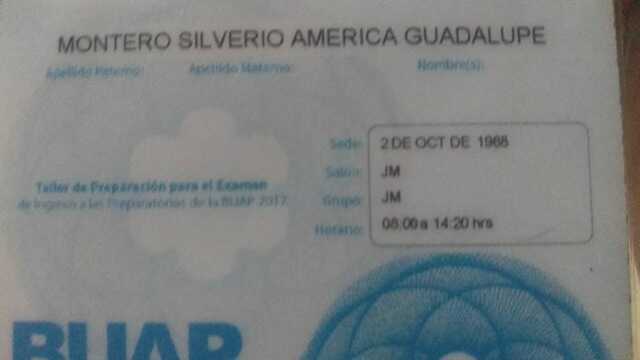 MONTERO SILVERIO AMERICA GUADALUPE
Apellido Paterno: Apellido Materno: Nombre(s):
Sede: 2 DE OCT DE 1968
Salón: JM
Taller de Preparación para el Examen
de Ingreso a las Preparatorias de la BUAP 2017
Grupo: JM
Horario: 08:00 a 14:20 hrs
BUAP